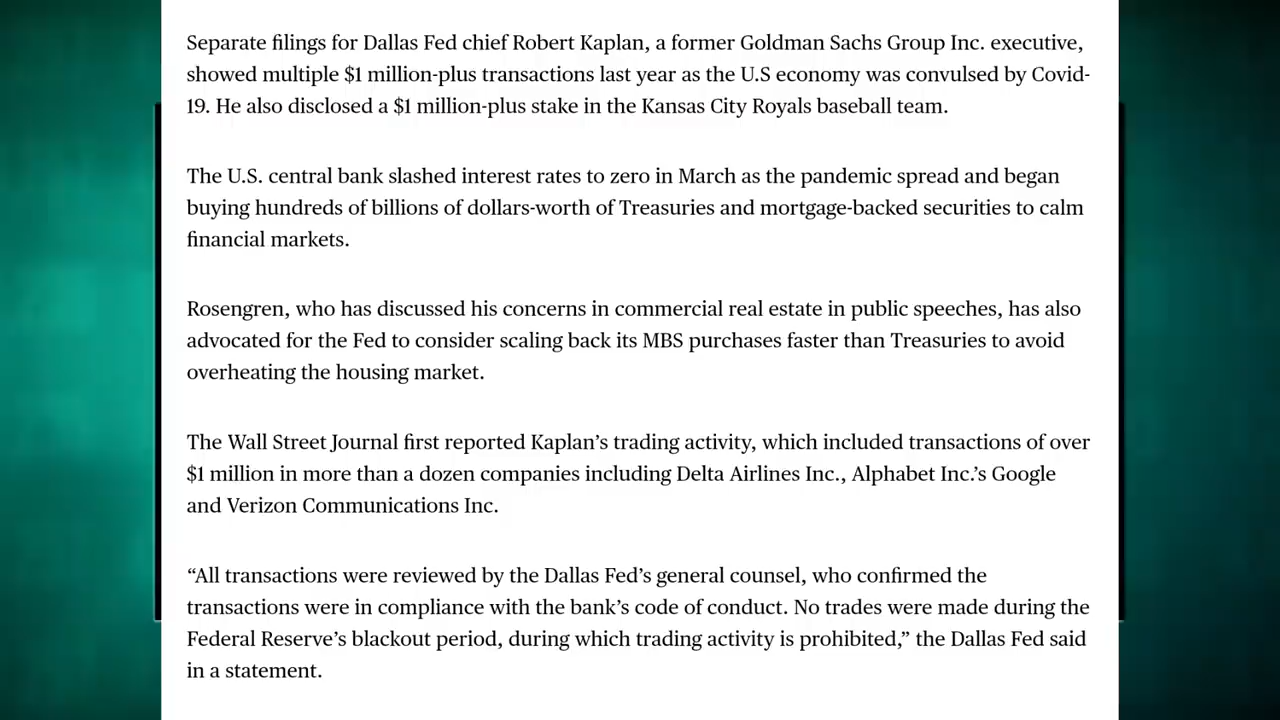 Separate filings for Dallas Fed chief Robert Kaplan, a former Goldman Sachs Group Inc. executive,
showed multiple $1 million-plus transactions last year as the U.S economy was convulsed by Covid-
19. He also disclosed a $1 million-plus stake in the Kansas City Royals baseball team.
The U.S. central bank slashed interest rates to zero in March as the pandemic spread and began
buying hundreds of billions of dollars-worth of Treasuries and mortgage-backed securities to calm
financial markets.
Rosengren, who has discussed his concerns in commercial real estate in public speeches, has also
advocated for the Fed to consider scaling back its MBS purchases faster than Treasuries to avoid
overheating the housing market.
The Wall Street Journal first reported Kaplan’s trading activity, which included transactions of over
$1 million in more than a dozen companies including Delta Airlines Inc., Alphabet Inc.’s Google
and Verizon Communications Inc.
“All transactions were reviewed by the Dallas Fed’s general counsel, who confirmed the
transactions were in compliance with the bank’s code of conduct. No trades were made during the
Federal Reserve’s blackout period, during which trading activity is prohibited,” the Dallas Fed said
in a statement.